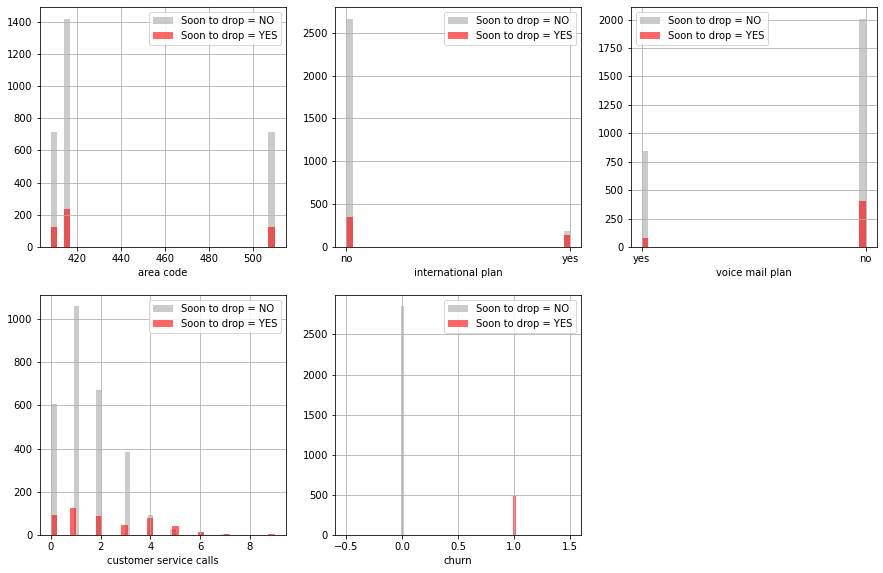 1400
1200
1000
800
600
400
200
0
420
440
460
480
500
area code
Soon to drop = NO
Soon to drop = YES
2500
2000
1500
1000
500
0
no
yes
international plan
Soon to drop = NO
Soon to drop = YES
2000
1750
1500
1250
1000
750
500
250
0
yes
no
voice mail plan
Soon to drop = NO
Soon to drop = YES
1000
800
600
400
200
0
0
2
4
6
8
customer service calls
Soon to drop = NO
Soon to drop = YES
2500
2000
1500
1000
500
0
−0.5
0.0
0.5
1.0
1.5
churn
Soon to drop = NO
Soon to drop = YES